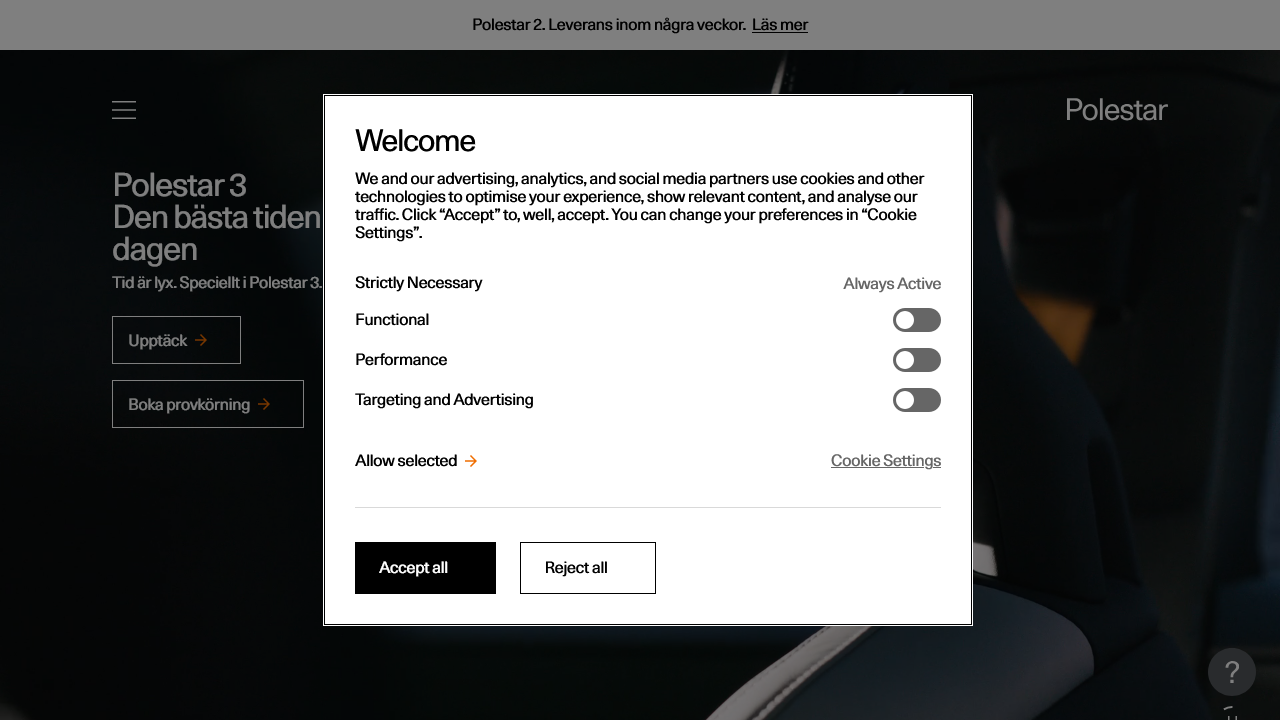 Polestar 2. Leverans inom några veckor. Läs mer
Polestar
Polestar 3
Den bästa tiden
dagen
Tid är lyx. Speciellt i Polestar 3.
Upptäck
Boka provkörning
Welcome
We and our advertising, analytics, and social media partners use cookies and other
technologies to optimise your experience, show relevant content, and analyse our
traffic. Click “Accept” to, well, accept. You can change your preferences in “Cookie
Settings”.
Strictly Necessary Always Active
Functional
Performance
Targeting and Advertising
Allow selected Cookie Settings
Accept all Reject all
?